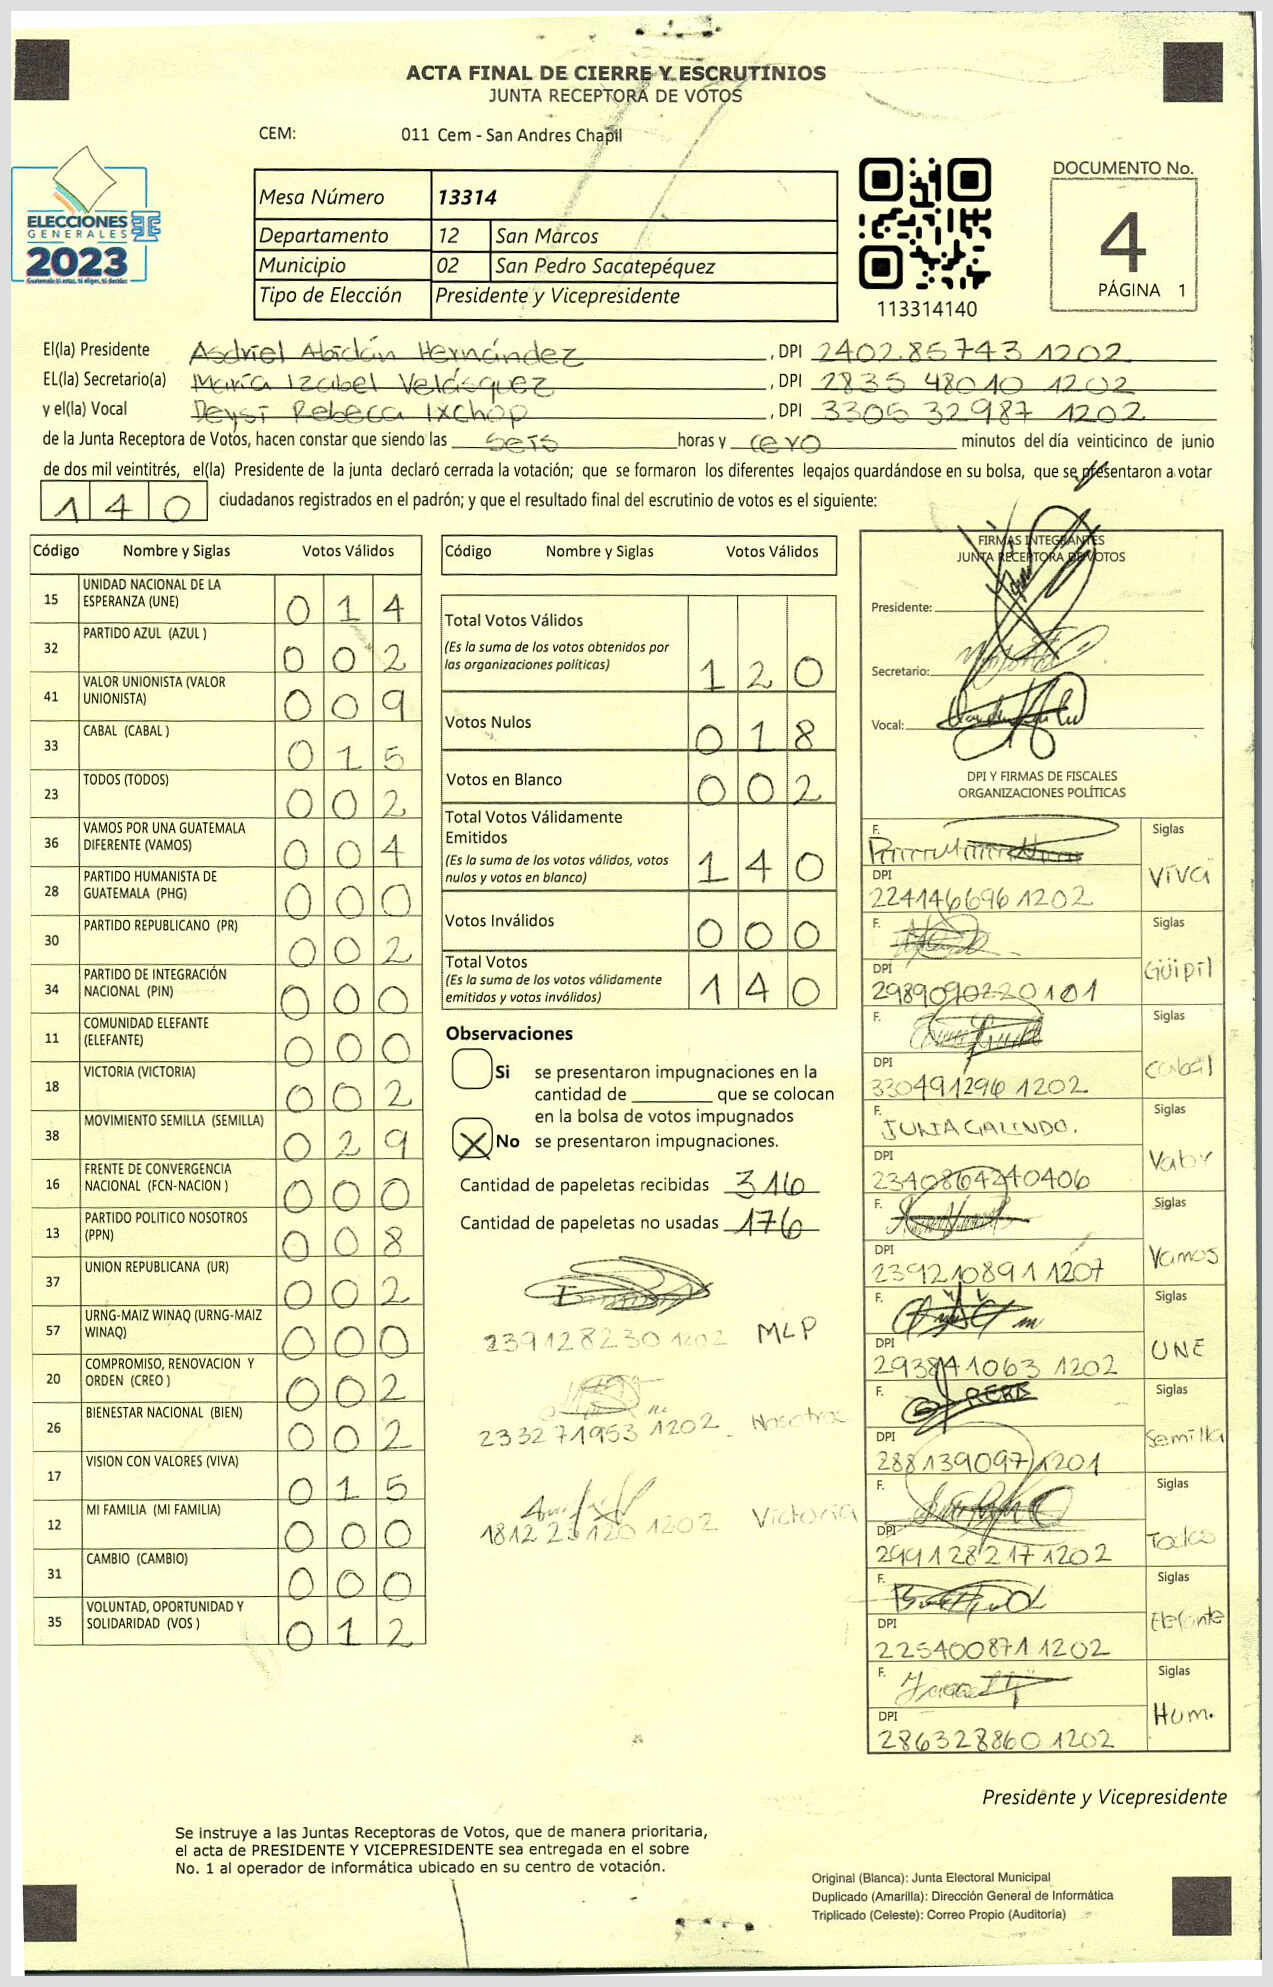 ACTA FINAL DE CIERRE Y ESCRUTINIOS
JUNTA RECEPTORA DE VOTOS
CEM: 011 Cem - San Andres Chapil
ELECCIONES
GENERALES
2023
Mesa Número 13314
Departamento 12 San Marcos
Municipio 02 San Pedro Sacatepéquez
Tipo de Elección Presidente y Vicepresidente
113314140
DOCUMENTO No.
4
PÁGINA 1
El(la) Presidente Asdriel Abidán Hernández, DPI 2402 85743 1202
EL(la) Secretario(a) María Izabel Velásquez, DPI 2835 48010 1202
y el(la) Vocal Deysi Rebeca Ixchop, DPI 3305 32987 1202
de la Junta Receptora de Votos, hacen constar que siendo las seis horas y cero minutos del día veinticinco de junio
de dos mil veintitrés, el(la) Presidente de la junta declaró cerrada la votación; que se formaron los diferentes legajos guardándose en su bolsa, que se presentaron a votar
140 ciudadanos registrados en el padrón; y que el resultado final del escrutinio de votos es el siguiente:
Código Nombre y Siglas Votos Válidos
15 UNIDAD NACIONAL DE LA ESPERANZA (UNE) 014
32 PARTIDO AZUL (AZUL ) 002
41 VALOR UNIONISTA (VALOR UNIONISTA) 009
33 CABAL (CABAL ) 015
23 TODOS (TODOS) 002
36 VAMOS POR UNA GUATEMALA DIFERENTE (VAMOS) 004
28 PARTIDO HUMANISTA DE GUATEMALA (PHG) 000
30 PARTIDO REPUBLICANO (PR) 002
34 PARTIDO DE INTEGRACIÓN NACIONAL (PIN) 000
11 COMUNIDAD ELEFANTE (ELEFANTE) 000
18 VICTORIA (VICTORIA) 002
38 MOVIMIENTO SEMILLA (SEMILLA) 029
16 FRENTE DE CONVERGENCIA NACIONAL (FCN-NACION ) 000
13 PARTIDO POLITICO NOSOTROS (PPN) 008
37 UNION REPUBLICANA (UR) 002
57 URNG-MAIZ WINAQ (URNG-MAIZ WINAQ) 000
20 COMPROMISO, RENOVACION Y ORDEN (CREO ) 002
26 BIENESTAR NACIONAL (BIEN) 002
17 VISION CON VALORES (VIVA) 015
12 MI FAMILIA (MI FAMILIA) 000
31 CAMBIO (CAMBIO) 000
35 VOLUNTAD, OPORTUNIDAD Y SOLIDARIDAD (VOS ) 012
Código Nombre y Siglas Votos Válidos
Total Votos Válidos 120
(Es la suma de los votos obtenidos por
las organizaciones políticas)
Votos Nulos 018
Votos en Blanco 002
Total Votos Válidamente
Emitidos 140
(Es la suma de los votos válidos, votos
nulos y votos en blanco)
Votos Inválidos 000
Total Votos 140
(Es la suma de los votos válidamente
emitidos y votos inválidos)
Observaciones
Si se presentaron impugnaciones en la
cantidad de ________ que se colocan
en la bolsa de votos impugnados
X No se presentaron impugnaciones.
Cantidad de papeletas recibidas 316
Cantidad de papeletas no usadas 176
239128230 1202 MLP
233271953 1202 Nosotros
1812 23120 1202 Victoria
FIRMAS INTEGRANTES
JUNTA RECEPTORA DE VOTOS
Presidente:
Secretario:
Vocal:
DPI Y FIRMAS DE FISCALES
ORGANIZACIONES POLÍTICAS
F. Siglas
DPI VIVA
224146696 1202
F. Siglas
DPI Güipil
2989090220101
F. Siglas
DPI cabal
330491296 1202
F. JULIA GALINDO. Siglas
DPI
2340864240406
F. Siglas
DPI Vamos
239210891 1207
F. Siglas
DPI UNE
293841063 1202
F. Siglas
DPI Semilla
288139097 1201
F. Siglas
DPI Todos
299128217 1202
F. Siglas
DPI Elefante
225400871 1202
F. Siglas
DPI Hum.
286328860 1202
Presidente y Vicepresidente
Se instruye a las Juntas Receptoras de Votos, que de manera prioritaria,
el acta de PRESIDENTE Y VICEPRESIDENTE sea entregada en el sobre
No. 1 al operador de informática ubicado en su centro de votación.
Original (Blanca): Junta Electoral Municipal
Duplicado (Amarilla): Dirección General de Informática
Triplicado (Celeste): Correo Propio (Auditoría)